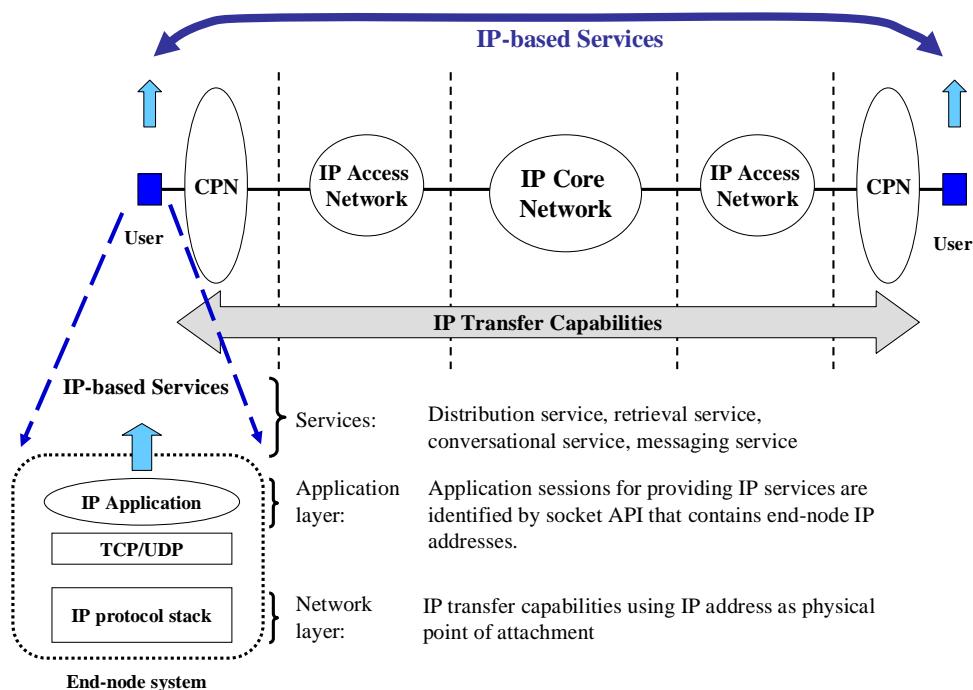 IP-based Services
CPN
IP Access
Network
IP Core
Network
IP Access
Network
CPN
User
User
IP Transfer Capabilities
IP-based Services
Services:
Distribution service, retrieval service,
conversational service, messaging service
IP Application
Application
layer:
Application sessions for providing IP services are
identified by socket API that contains end-node IP
addresses.
TCP/UDP
IP protocol stack
Network
layer:
IP transfer capabilities using IP address as physical
point of attachment
End-node system